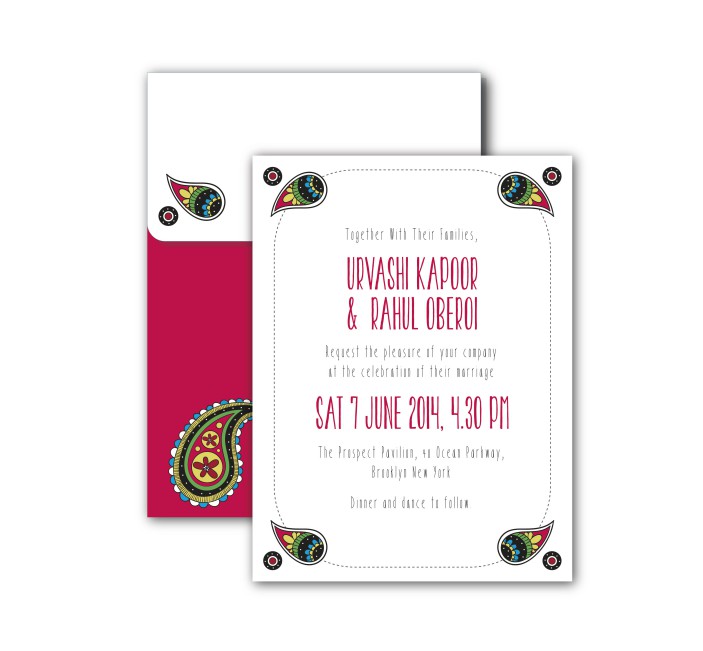 Together With Their Families,
URVASHI KAPOOR
& RAHUL OBEROI
Request the pleasure of your company
at the celebration of their marriage
SAT 7 JUNE 2014, 4.30 PM
The Prospect Pavilion, 40 Ocean Parkway,
Brooklyn New York
Dinner and dance to follow